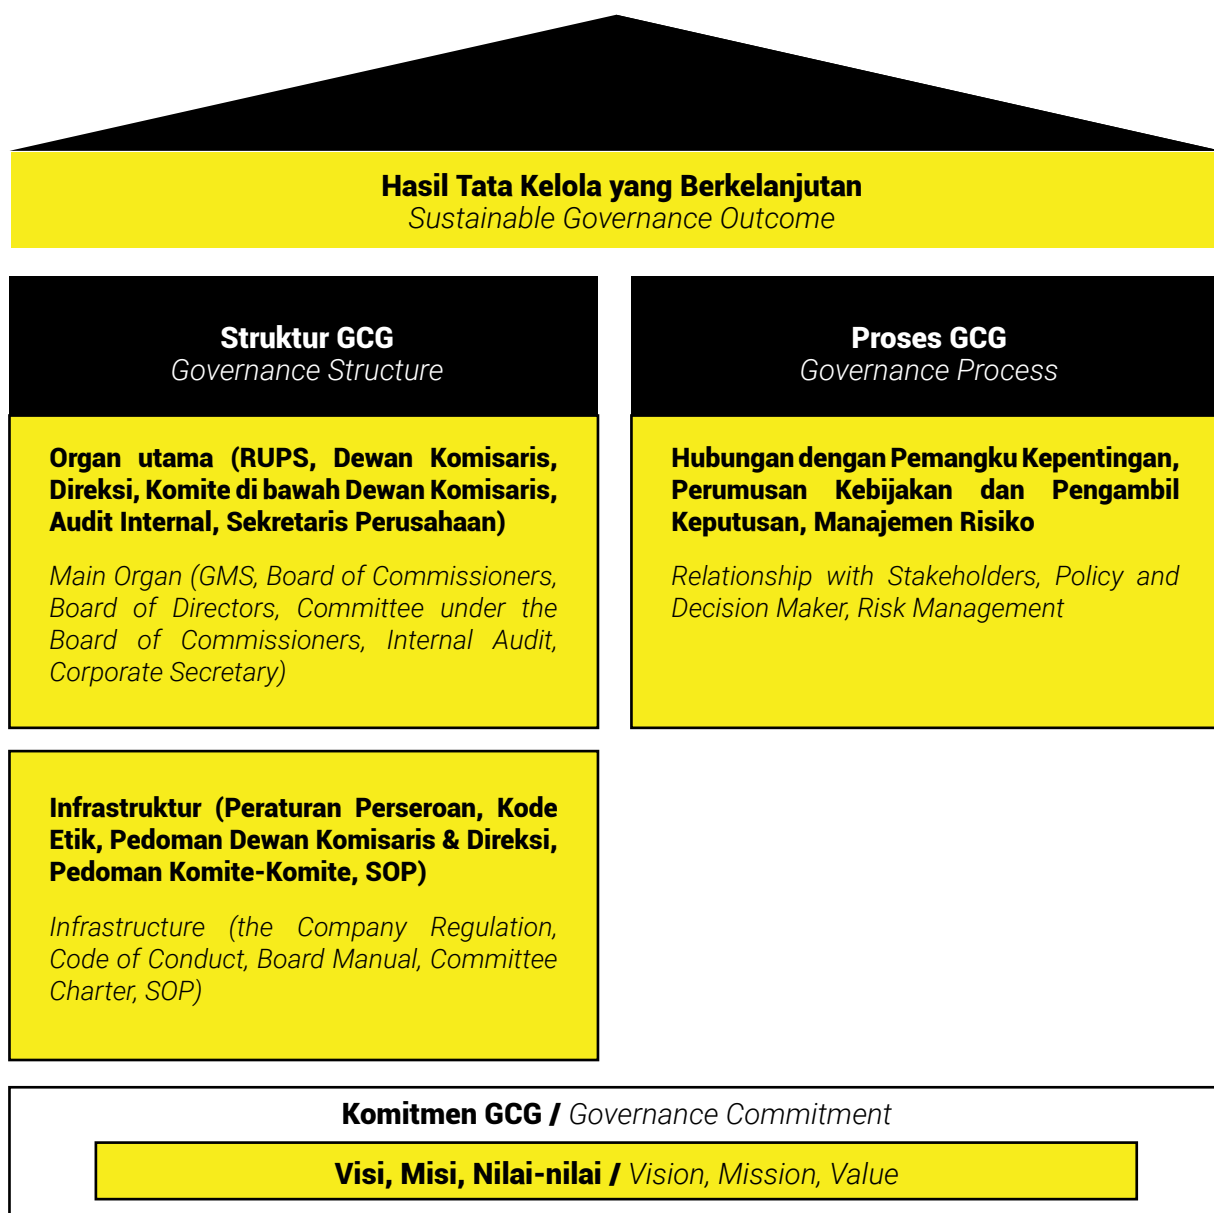 Hasil Tata Kelola yang Berkelanjutan
Sustainable Governance Outcome
Struktur GCG
Governance Structure
Organ utama (RUPS, Dewan Komisaris,
Direksi, Komite di bawah Dewan Komisaris,
Audit Internal, Sekretaris Perusahaan)
Main Organ (GMS, Board of Commissioners,
Board of Directors, Committee under the
Board of Commissioners, Internal Audit,
Corporate Secretary)
Infrastruktur (Peraturan Perseroan, Kode
Etik, Pedoman Dewan Komisaris & Direksi,
Pedoman Komite-Komite, SOP)
Infrastructure (the Company Regulation,
Code of Conduct, Board Manual, Committee
Charter, SOP)
Proses GCG
Governance Process
Hubungan dengan Pemangku Kepentingan,
Perumusan Kebijakan dan Pengambil
Keputusan, Manajemen Risiko
Relationship with Stakeholders, Policy and
Decision Maker, Risk Management
Komitmen GCG / Governance Commitment
Visi, Misi, Nilai-nilai / Vision, Mission, Value